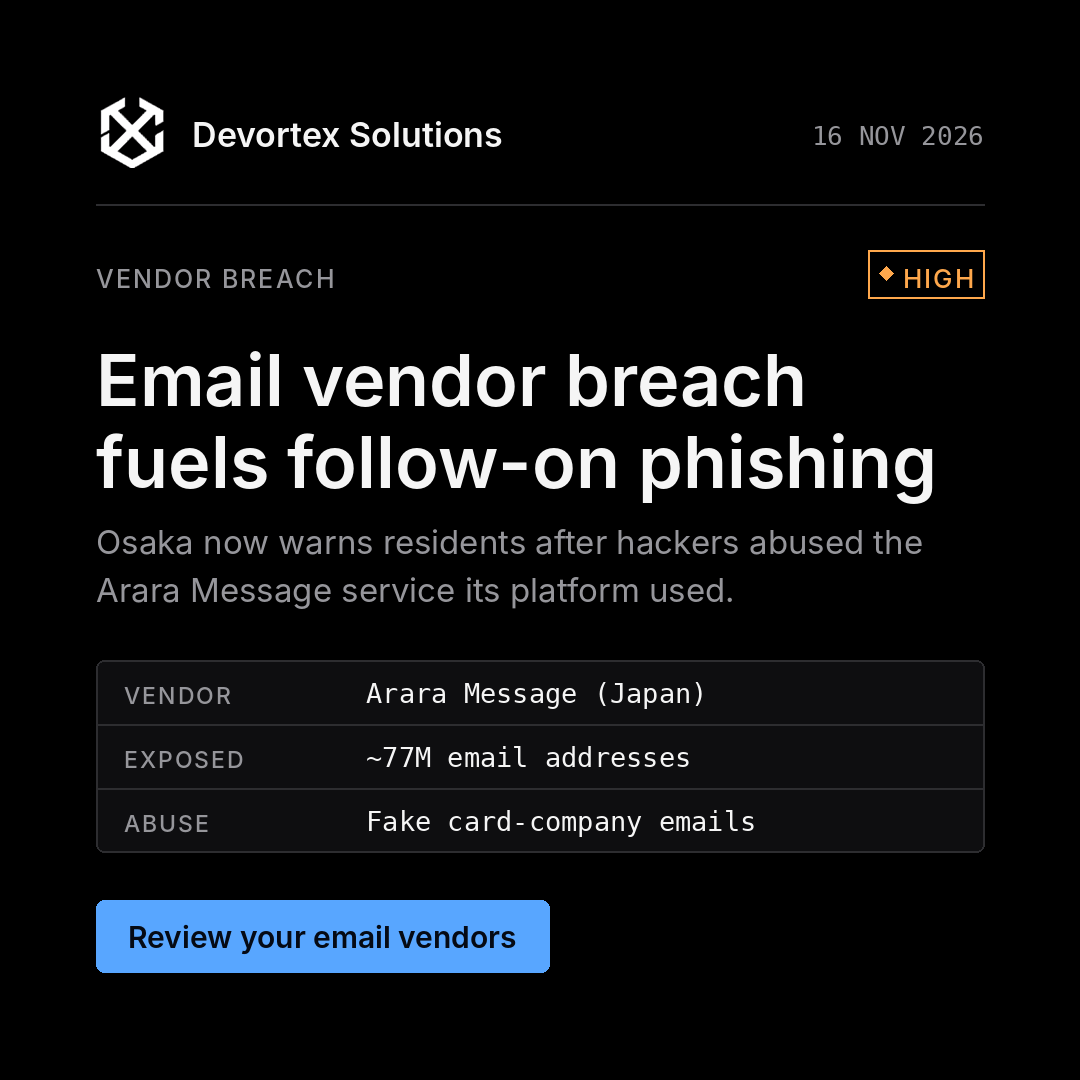 Devortex Solutions
16 NOV 2026
VENDOR BREACH
HIGH
Email vendor breach
fuels follow-on phishing
Osaka now warns residents after hackers abused the
Arara Message service its platform used.
VENDOR Arara Message (Japan)
EXPOSED ~77M email addresses
ABUSE Fake card-company emails
Review your email vendors